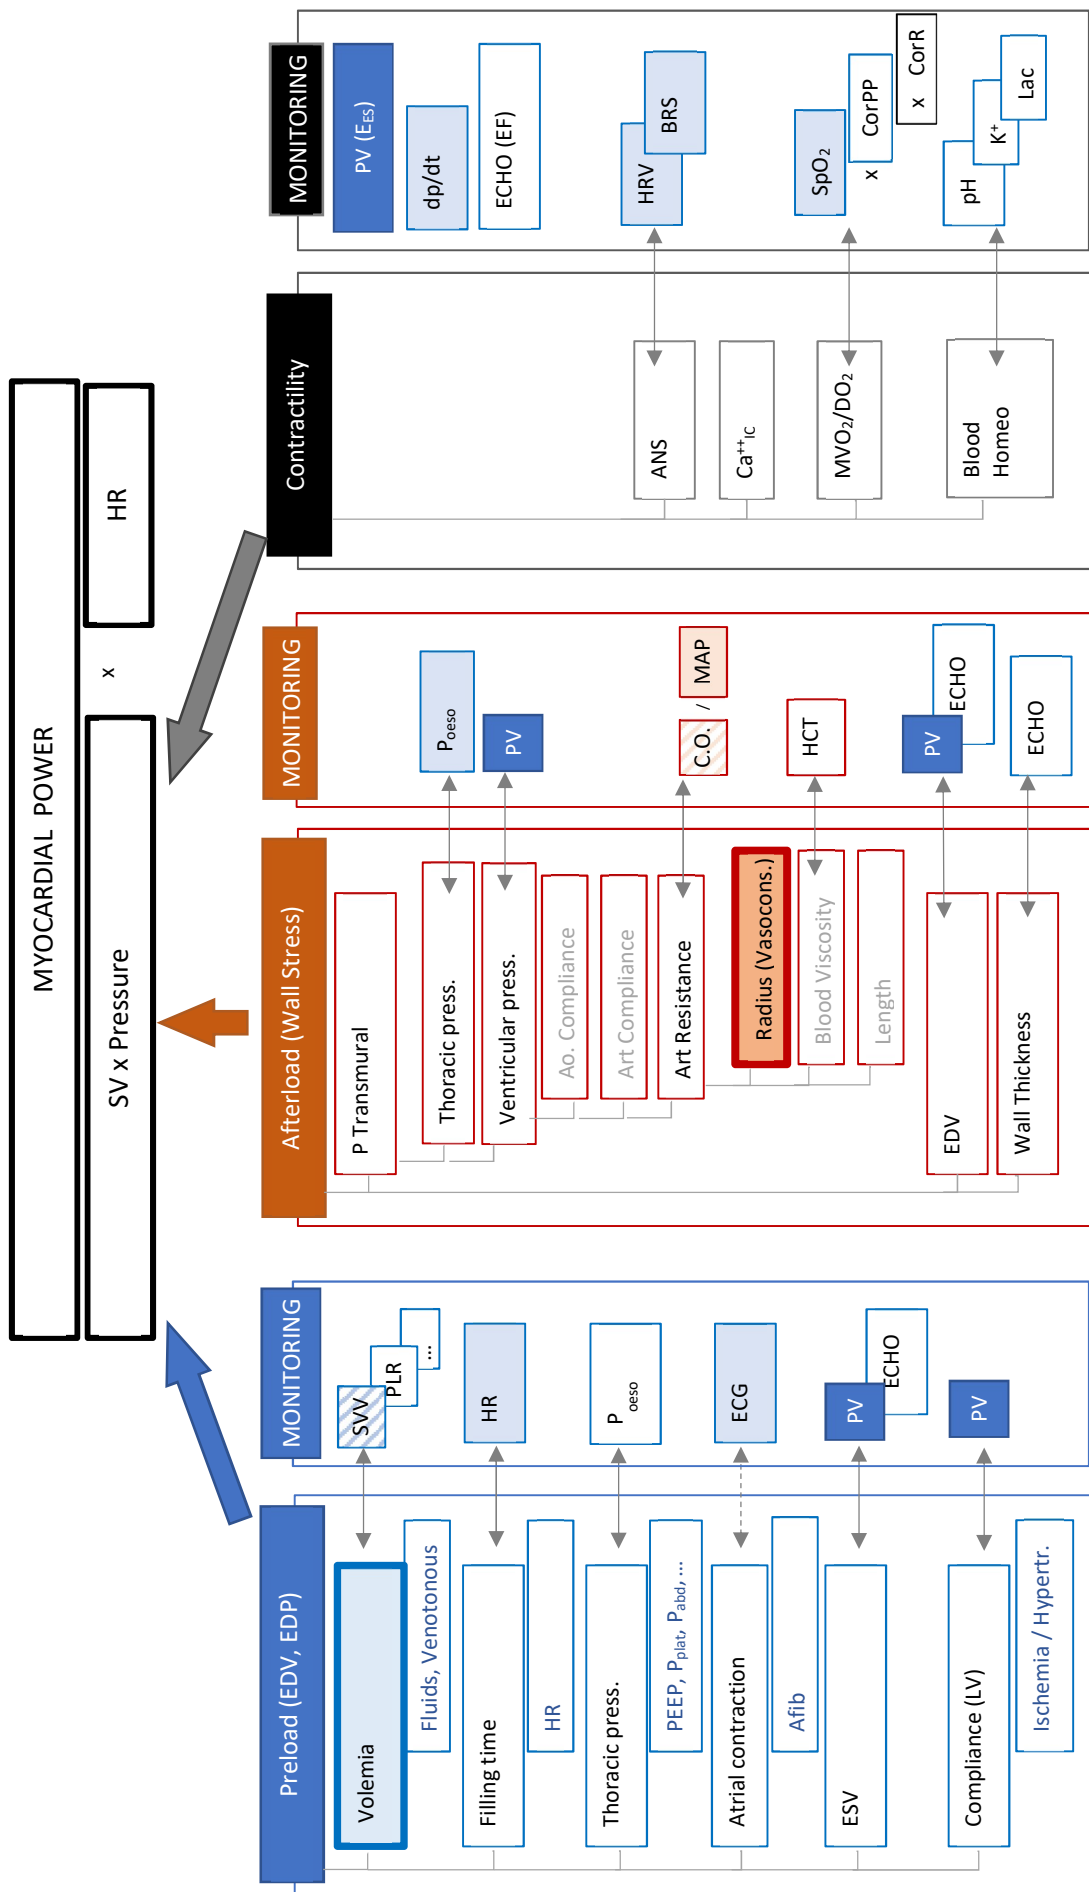 MYOCARDIAL POWER
SV x Pressure
x
HR
Preload (EDV, EDP)
Volemia
Fluids, Venotonous
Filling time
HR
Thoracic press.
PEEP, Pplat, Pabd, ...
Atrial contraction
Afib
ESV
Compliance (LV)
Ischemia / Hypertr.
MONITORING
SVV
PLR
...
HR
P oeso
ECG
PV
ECHO
PV
Afterload (Wall Stress)
P Transmural
Thoracic press.
Ventricular press.
Ao. Compliance
Art Compliance
Art Resistance
Radius (Vasocons.)
Blood Viscosity
Length
EDV
Wall Thickness
MONITORING
Poeso
PV
C.O. / MAP
HCT
PV
ECHO
ECHO
Contractility
ANS
Ca⁺⁺IC
MVO₂/DO₂
Blood
Homeo
MONITORING
PV (EES)
dp/dt
ECHO (EF)
HRV
BRS
SpO₂
x CorPP
x CorR
pH
K⁺
Lac